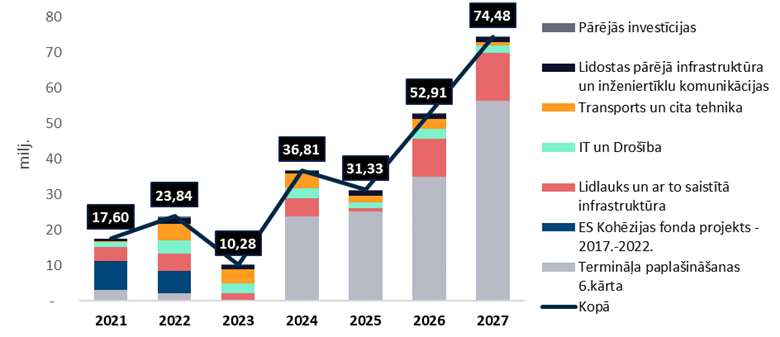 80
70
60
50
40
30
20
10
-
milj.
17,60
23,84
10,28
36,81
31,33
52,91
74,48
2021
2022
2023
2024
2025
2026
2027
Pārējās investīcijas
Lidostas pārējā infrastruktūra
un inženiertīklu komunikācijas
Transports un cita tehnika
IT un Drošība
Lidlauks un ar to saistītā
infrastruktūra
ES Kohēzijas fonda projekts -
2017.-2022.
Termināļa paplašināšanas
6.kārta
Kopā